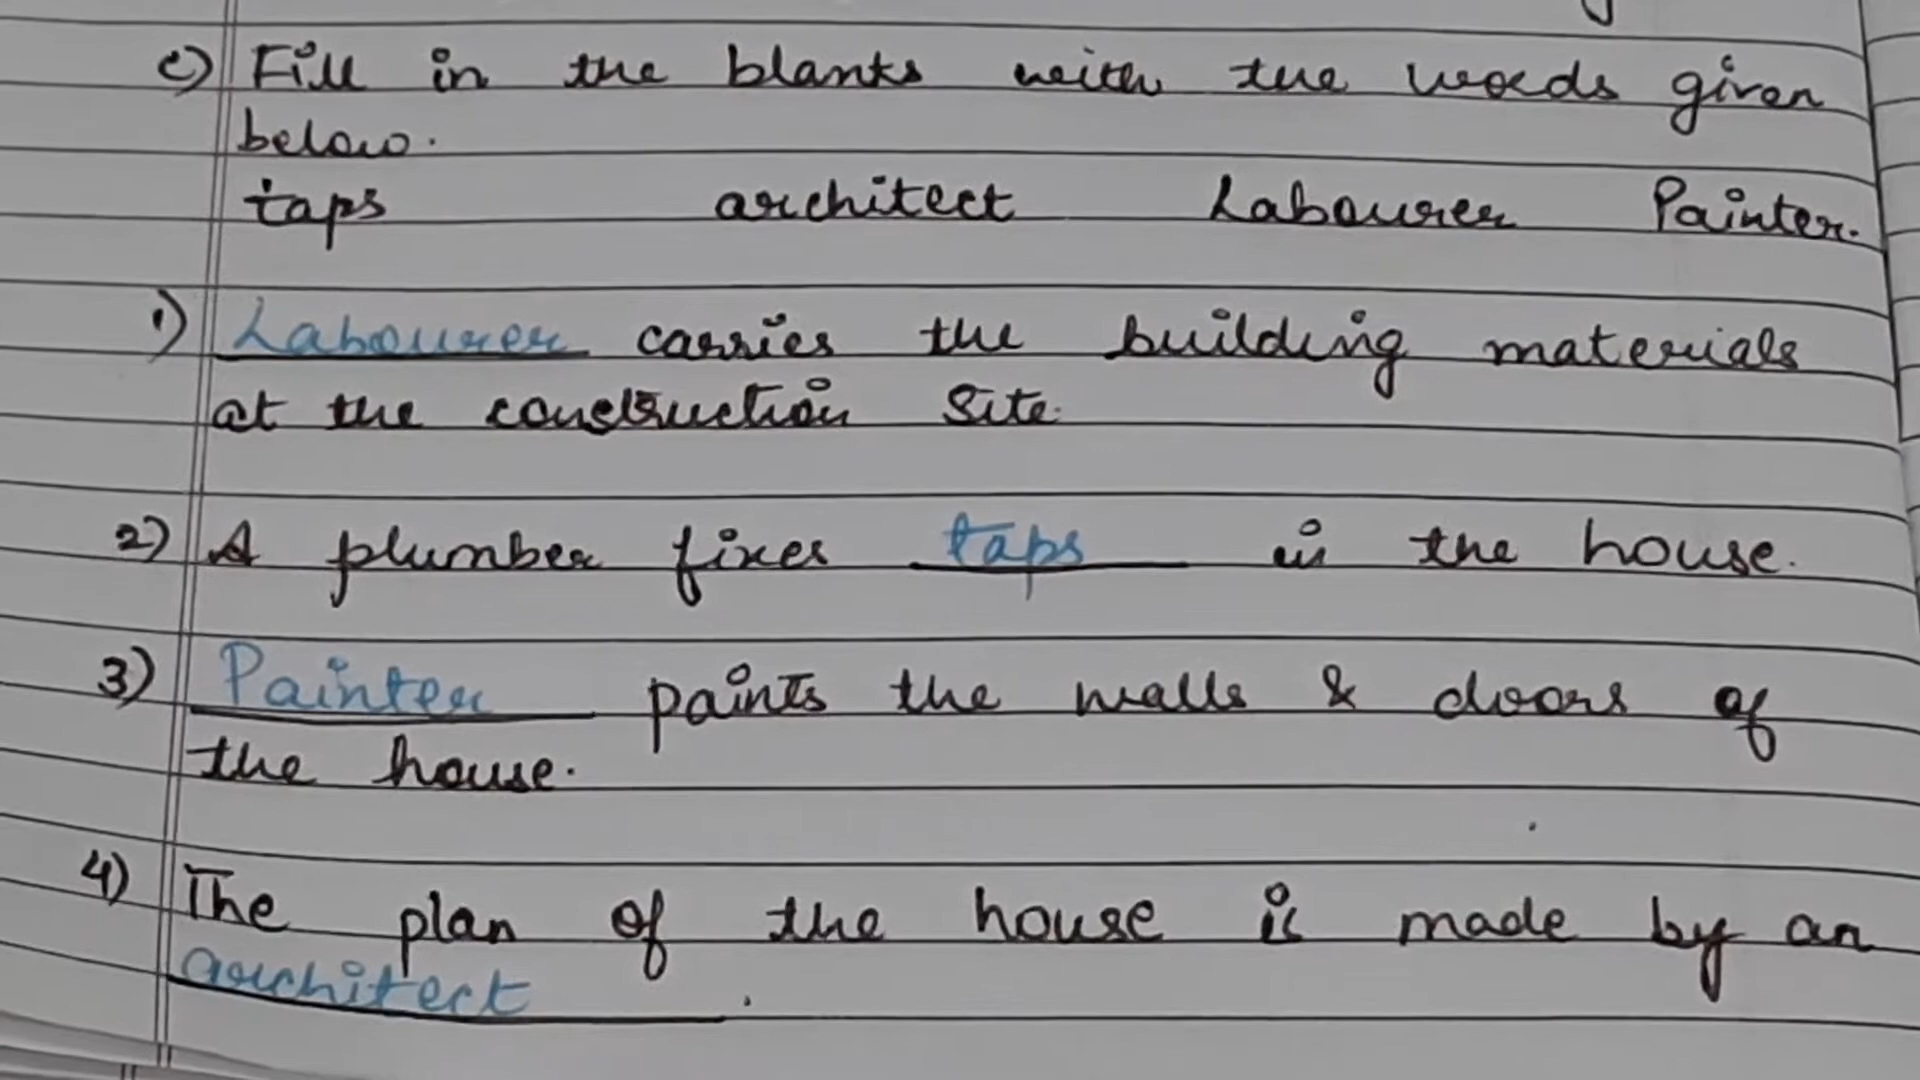 c) Fill in the blanks with the words given
below.
taps architect Labourer Painter.
1) Labourer carries the building materials
at the construction site.
2) A plumber fixes taps in the house.
3) Painter paints the walls & doors of
the house.
4) The plan of the house is made by an
architect.